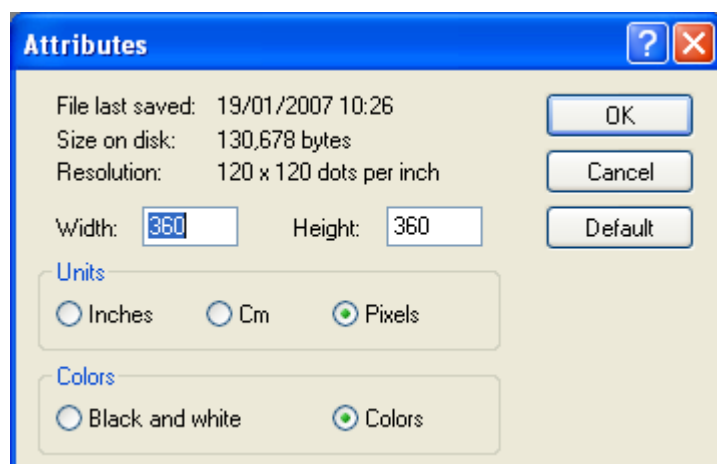 Attributes
File last saved: 19/01/2007 10:26
OK
Size on disk: 130,678 bytes
Resolution: 120 x 120 dots per inch
Cancel
Width: 360 Height: 360
Default
Units
Inches Cm Pixels
Colors
Black and white Colors